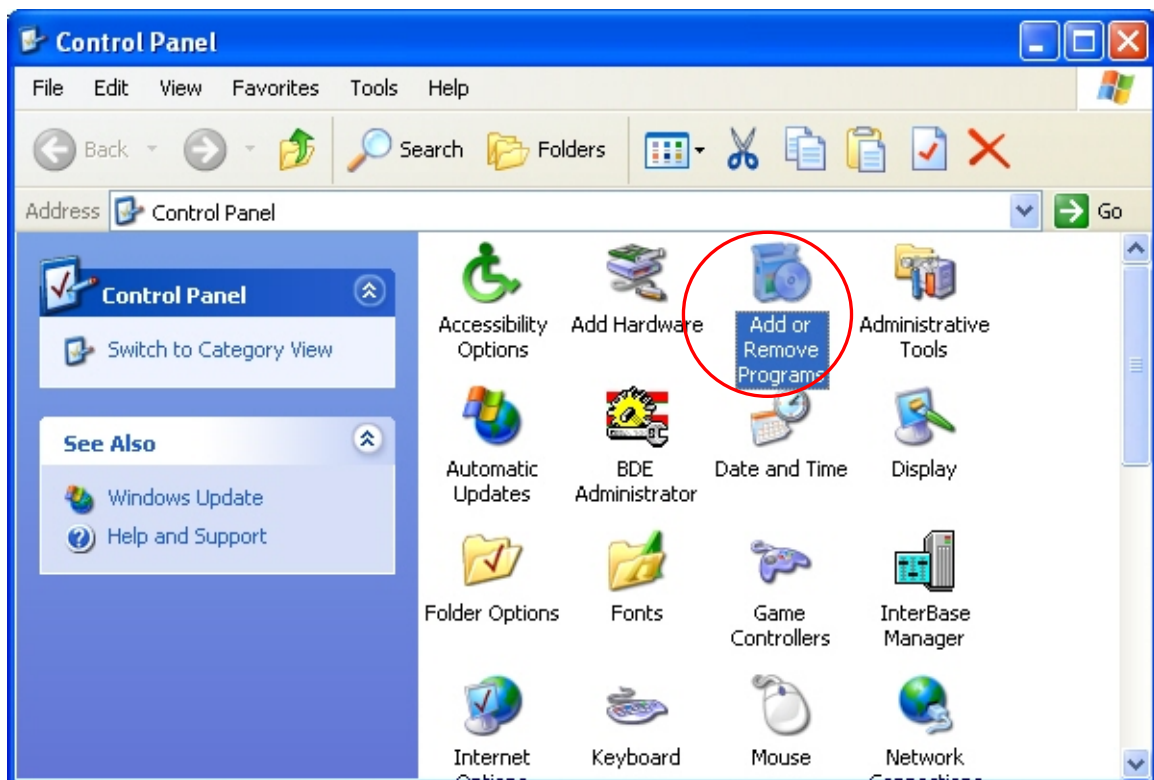 Control Panel
File Edit View Favorites Tools Help
Back Search Folders
Address Control Panel Go
Control Panel
Switch to Category View
See Also
Windows Update
Help and Support
Accessibility
Options
Add Hardware
Add or
Remove
Programs
Administrative
Tools
Automatic
Updates
BDE
Administrator
Date and Time
Display
Folder Options
Fonts
Game
Controllers
InterBase
Manager
Internet
Options
Keyboard
Mouse
Network
Connections